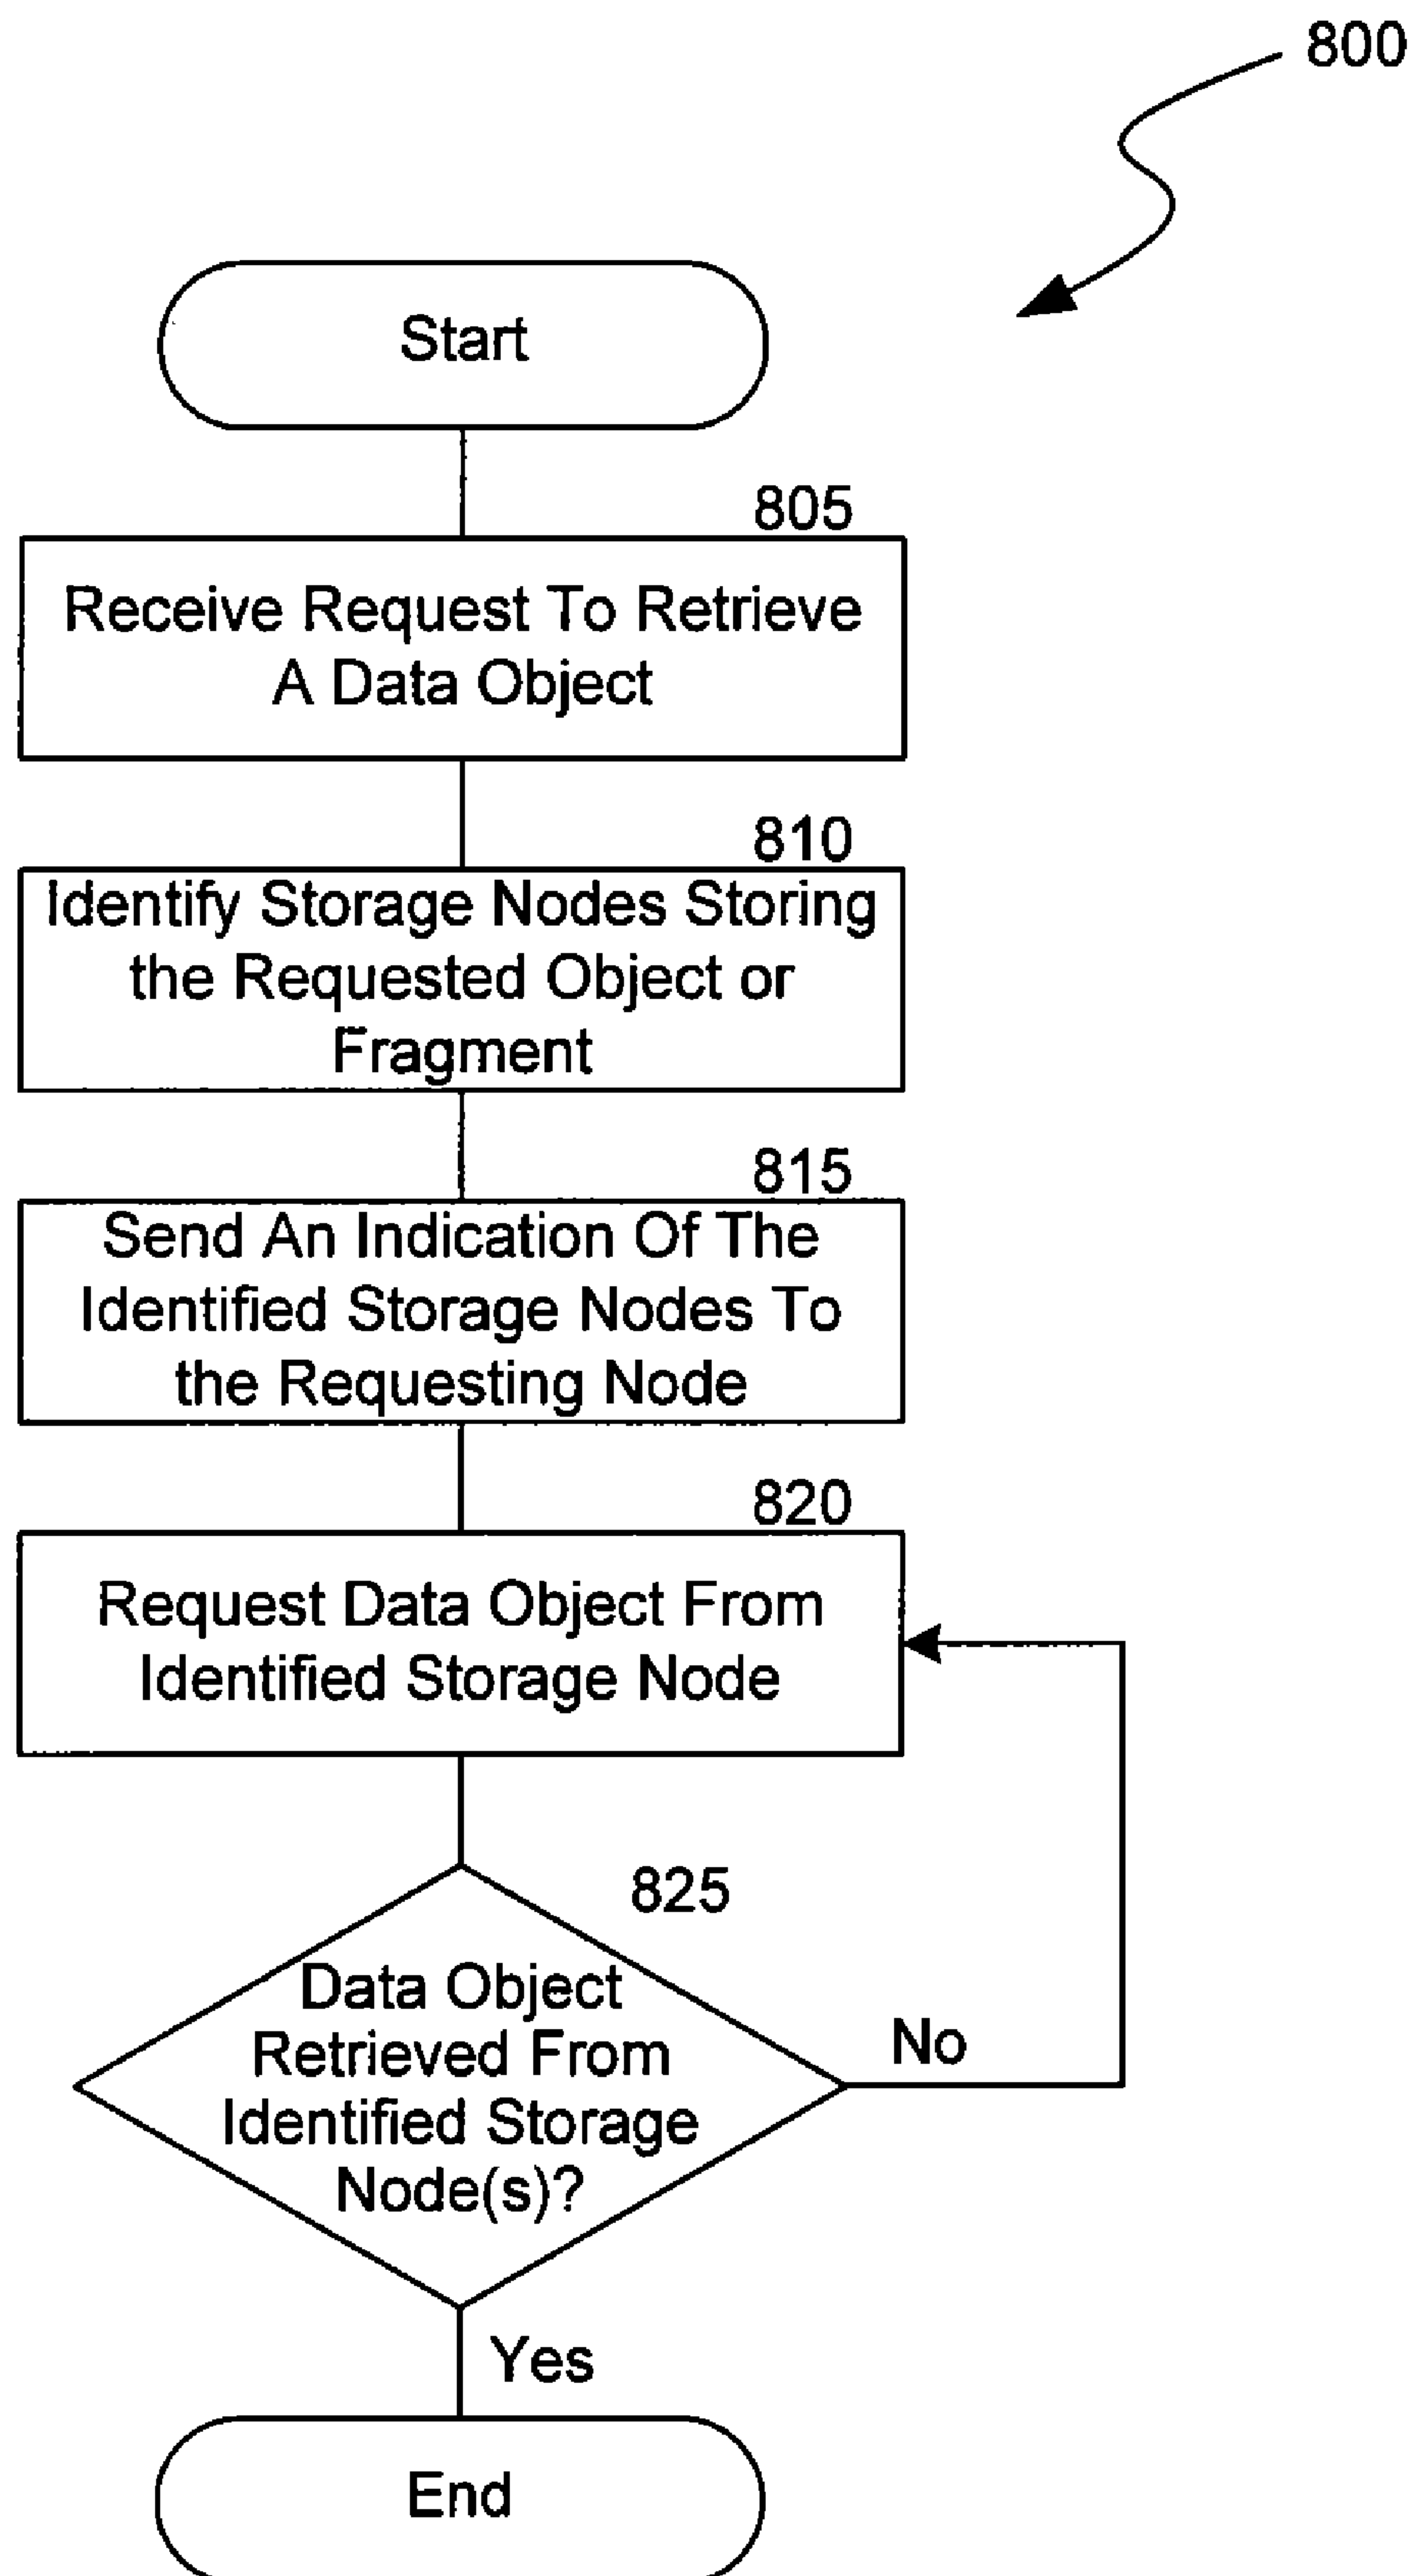 800
Start
805
Receive Request To Retrieve
A Data Object
810
Identify Storage Nodes Storing
the Requested Object or
Fragment
815
Send An Indication Of The
Identified Storage Nodes To
the Requesting Node
820
Request Data Object From
Identified Storage Node
825
Data Object
Retrieved From
Identified Storage
Node(s)?
No
Yes
End